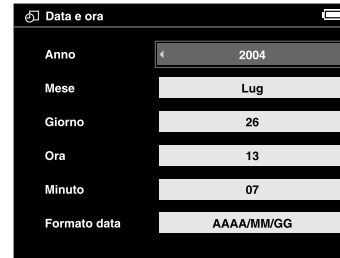 Data e ora
Anno 2004
Mese Lug
Giorno 26
Ora 13
Minuto 07
Formato data AAAA/MM/GG